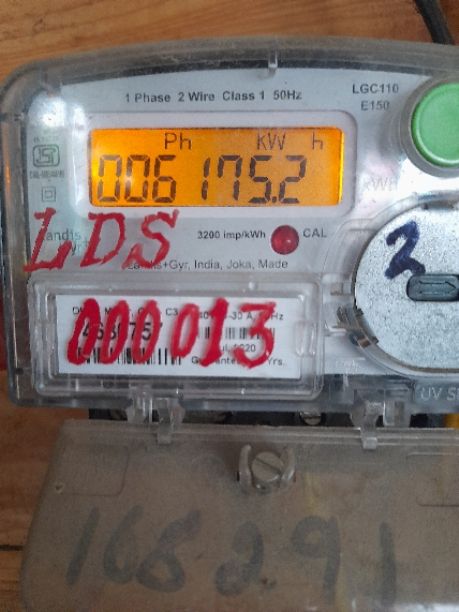 1 Phase 2 Wire Class 1 50Hz
LGC110
E150
Ph KW h
006175.2
kWh
3200 imp/kWh CAL
LDS
Landis+Gyr, India, Joka, Made
2
000013
UV S
168291